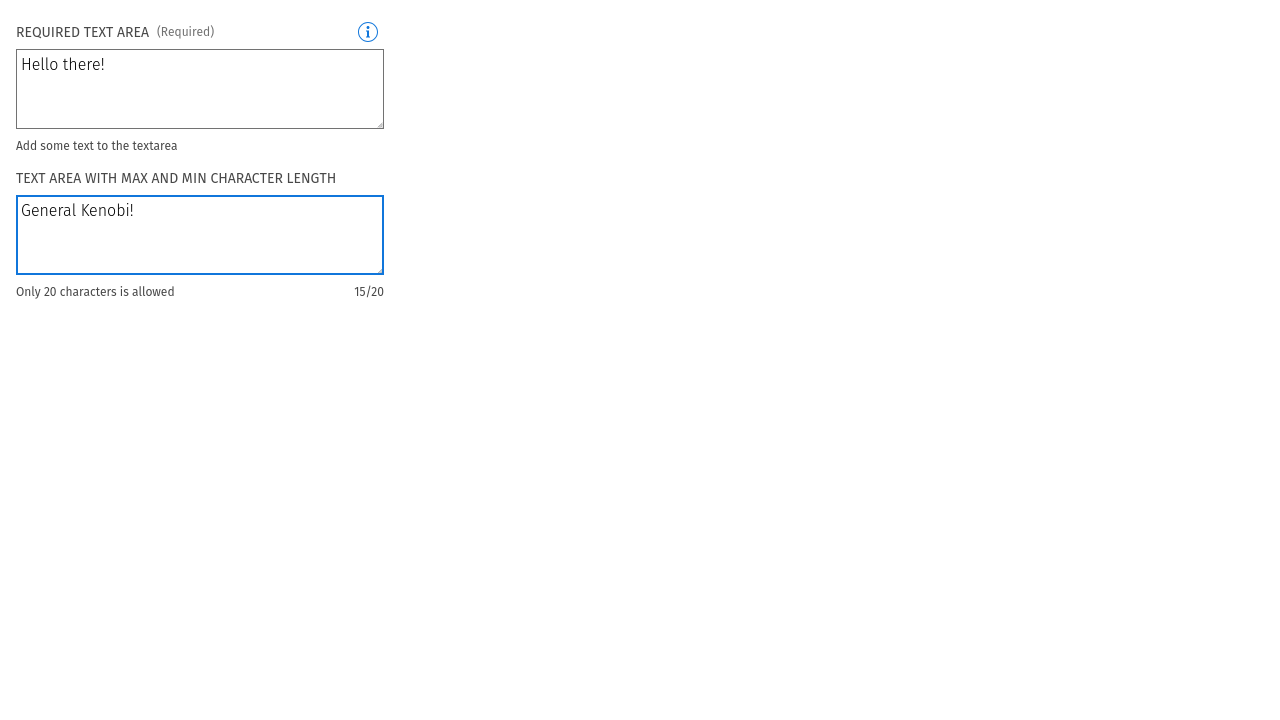 REQUIRED TEXT AREA (Required)
Hello there!
Add some text to the textarea
TEXT AREA WITH MAX AND MIN CHARACTER LENGTH
General Kenobi!
Only 20 characters is allowed 15/20